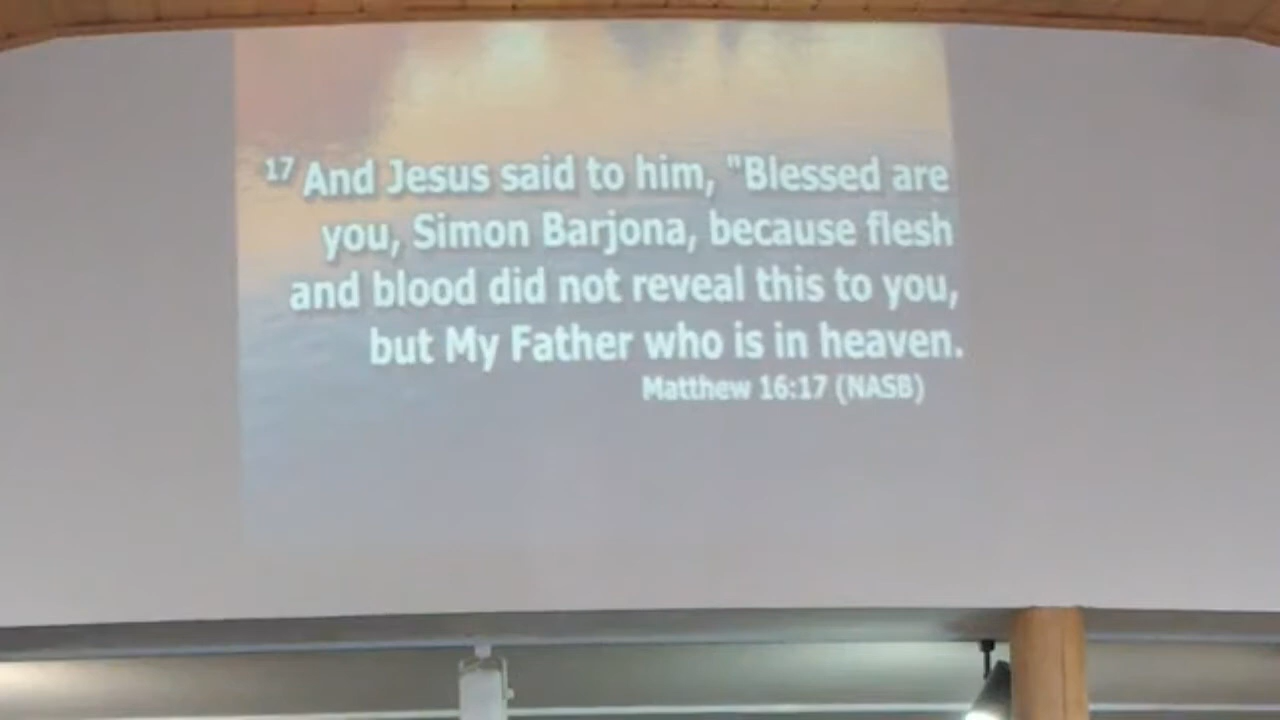 17 And Jesus said to him, "Blessed are
you, Simon Barjona, because flesh
and blood did not reveal this to you,
but My Father who is in heaven.
Matthew 16:17 (NASB)